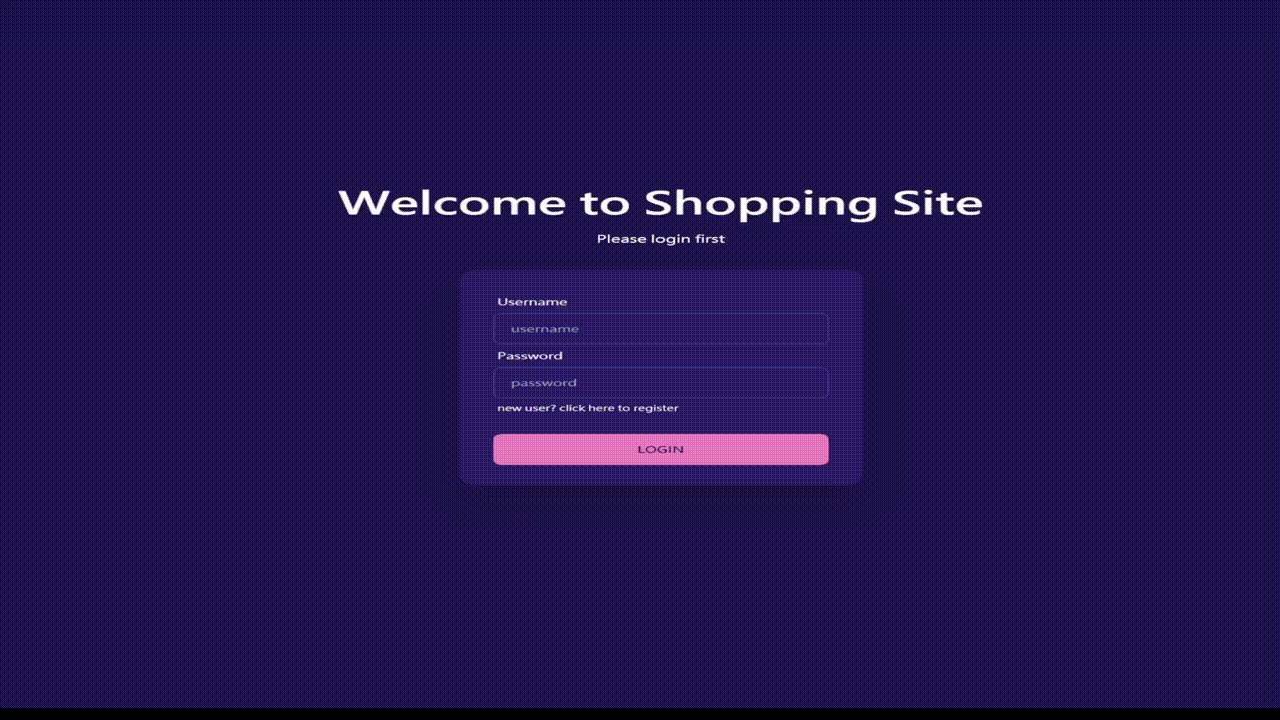 Welcome to Shopping Site
Please login first
Username
username
Password
password
new user? click here to register
LOGIN